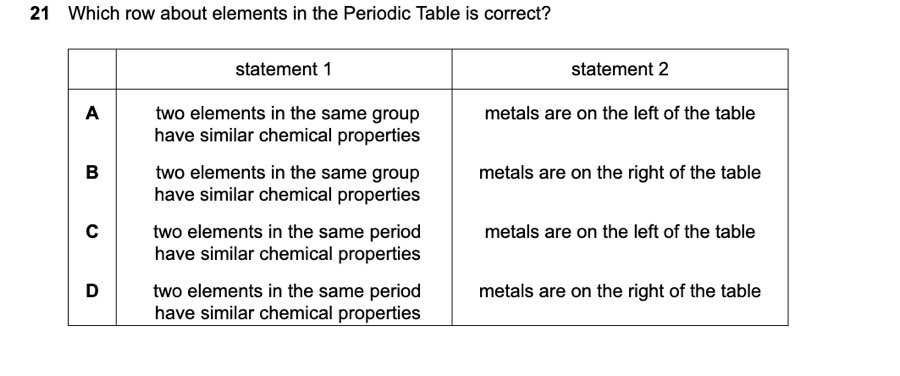 21 Which row about elements in the Periodic Table is correct?
statement 1 statement 2
A two elements in the same group metals are on the left of the table
have similar chemical properties
B two elements in the same group metals are on the right of the table
have similar chemical properties
C two elements in the same period metals are on the left of the table
have similar chemical properties
D two elements in the same period metals are on the right of the table
have similar chemical properties